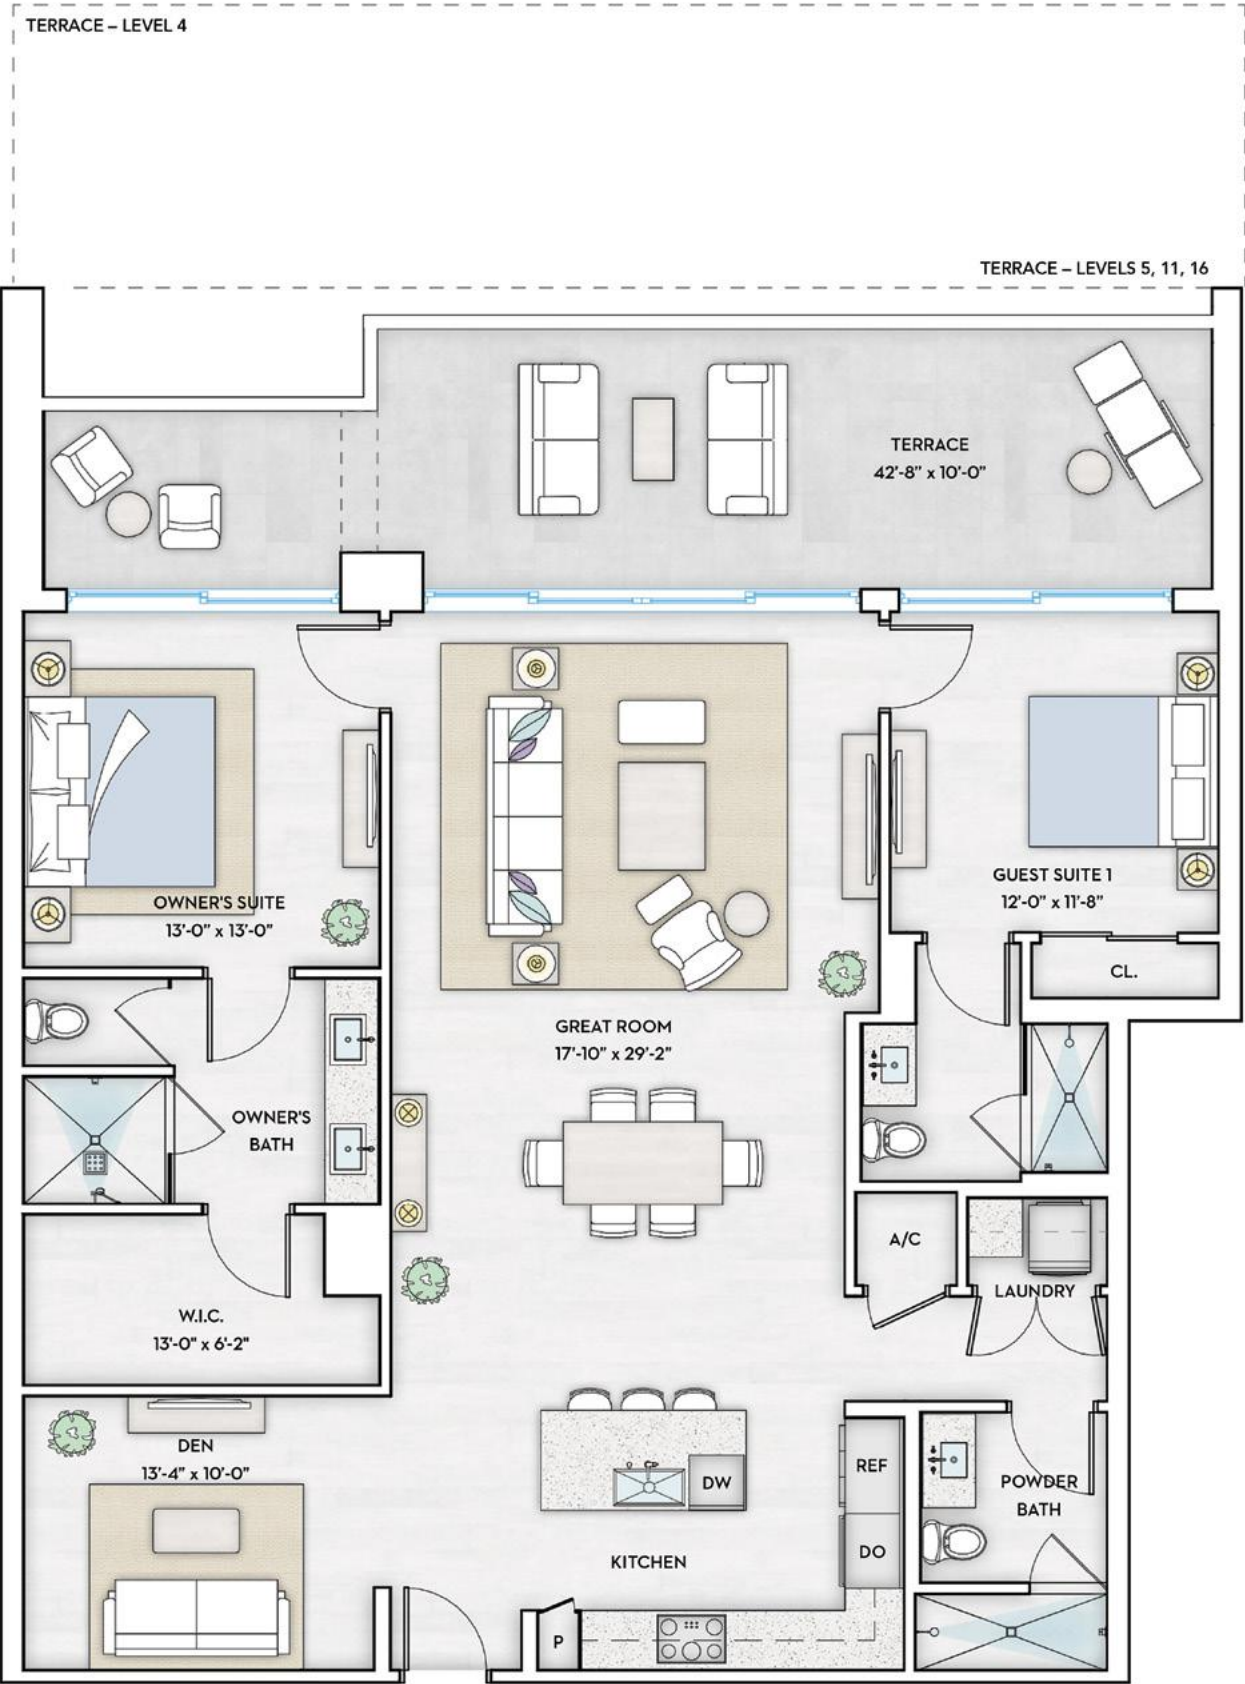 TERRACE – LEVEL 4
TERRACE – LEVELS 5, 11, 16
TERRACE
42'-8" x 10'-0"
OWNER'S SUITE
13'-0" x 13'-0"
GUEST SUITE 1
12'-0" x 11'-8"
CL.
GREAT ROOM
17'-10" x 29'-2"
OWNER'S
BATH
A/C
LAUNDRY
W.I.C.
13'-0" x 6'-2"
DEN
13'-4" x 10'-0"
DW
REF
POWDER
BATH
DO
KITCHEN
P